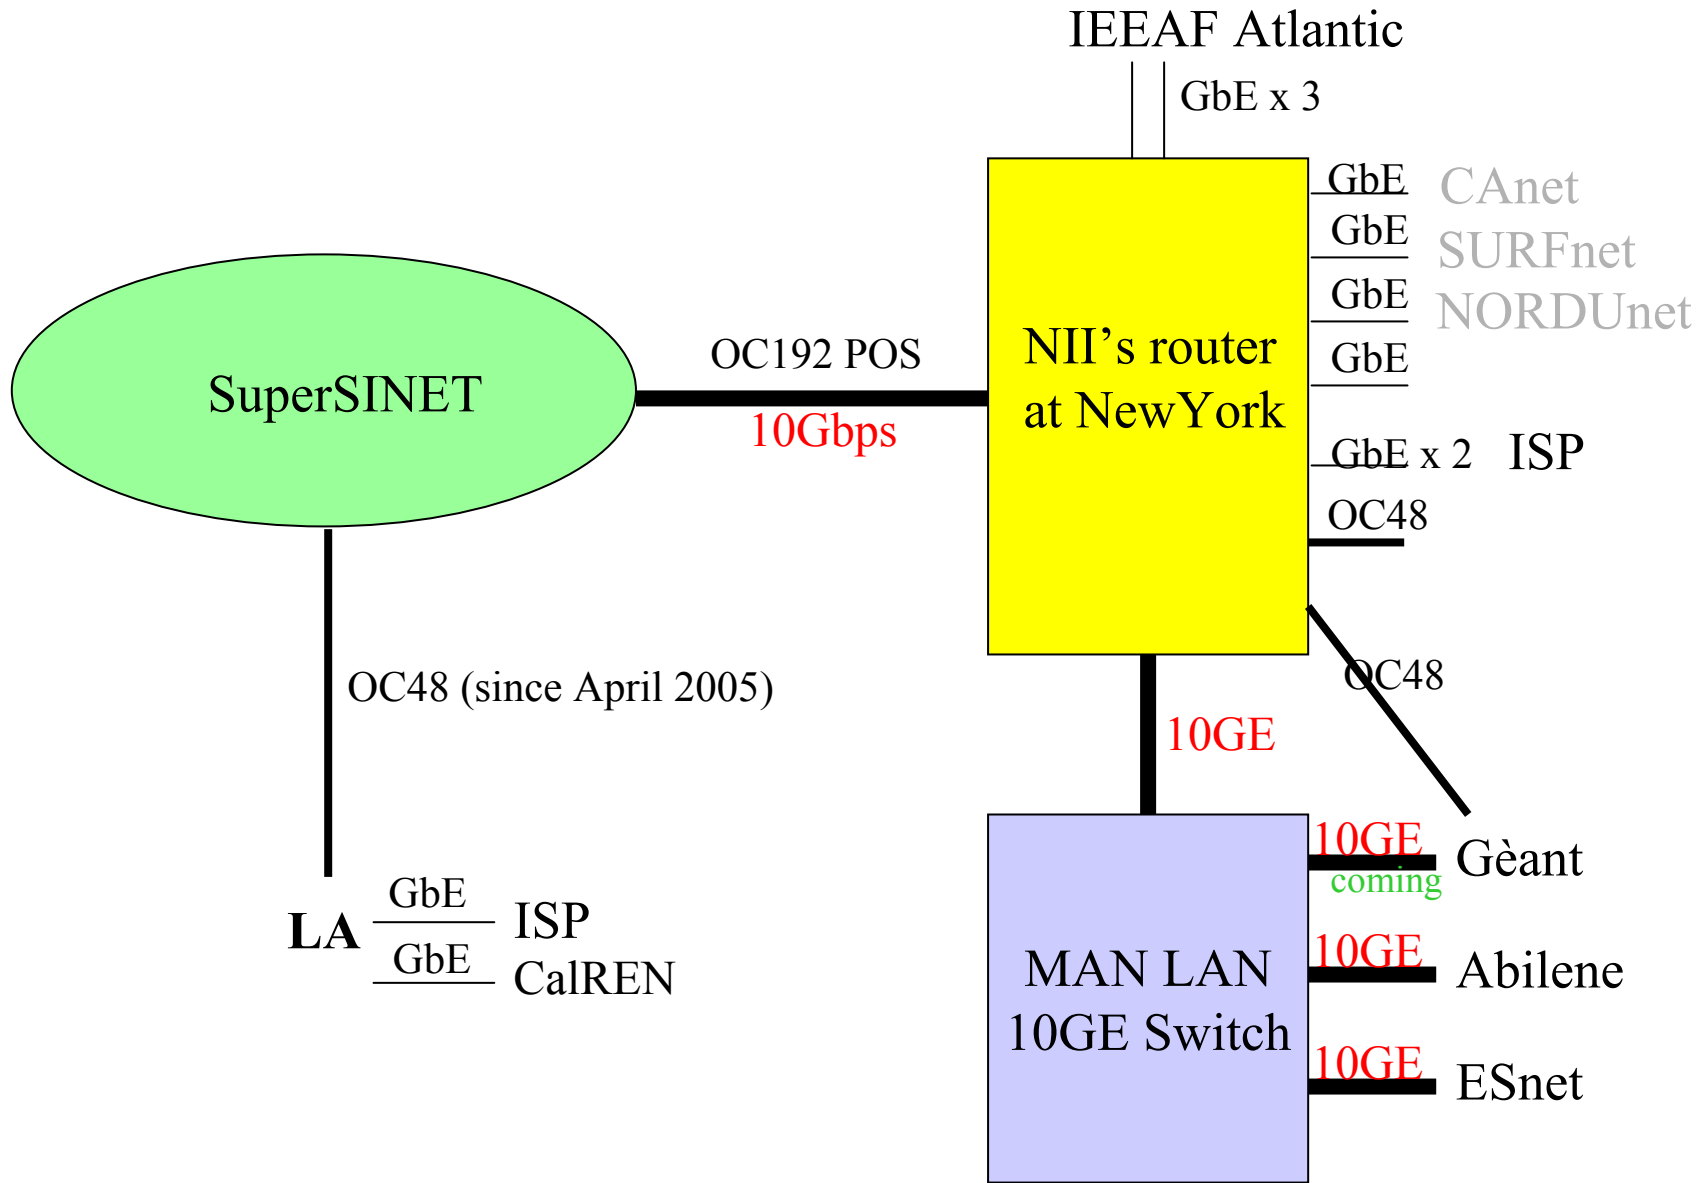 IEEAF Atlantic
GbE x 3
GbE CAnet
GbE SURFnet
GbE NORDUnet
GbE
GbE x 2 ISP
OC48
NII's router
at NewYork
OC192 POS
10Gbps
SuperSINET
OC48 (since April 2005)
OC48
10GE
LA
GbE ISP
GbE CalREN
MAN LAN
10GE Switch
10GE Gèant
coming
10GE Abilene
10GE ESnet